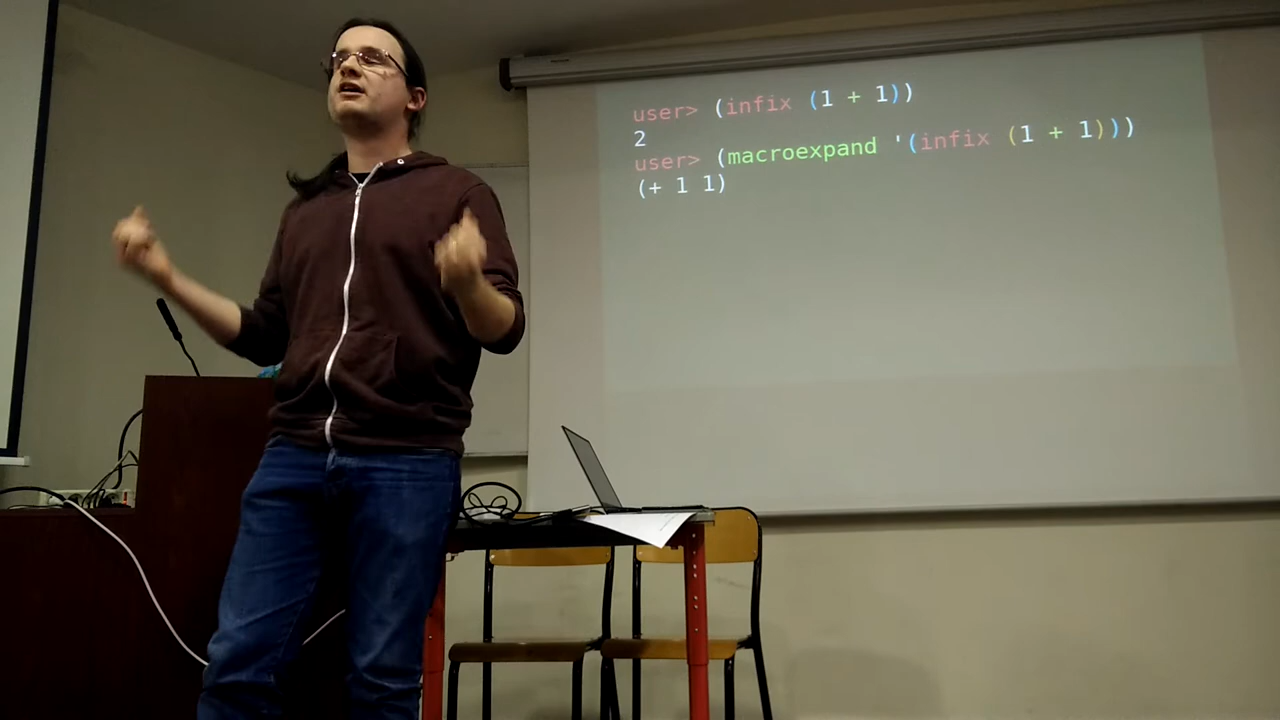 user> (infix (1 + 1))
2
user> (macroexpand '(infix (1 + 1)))
(+ 1 1)